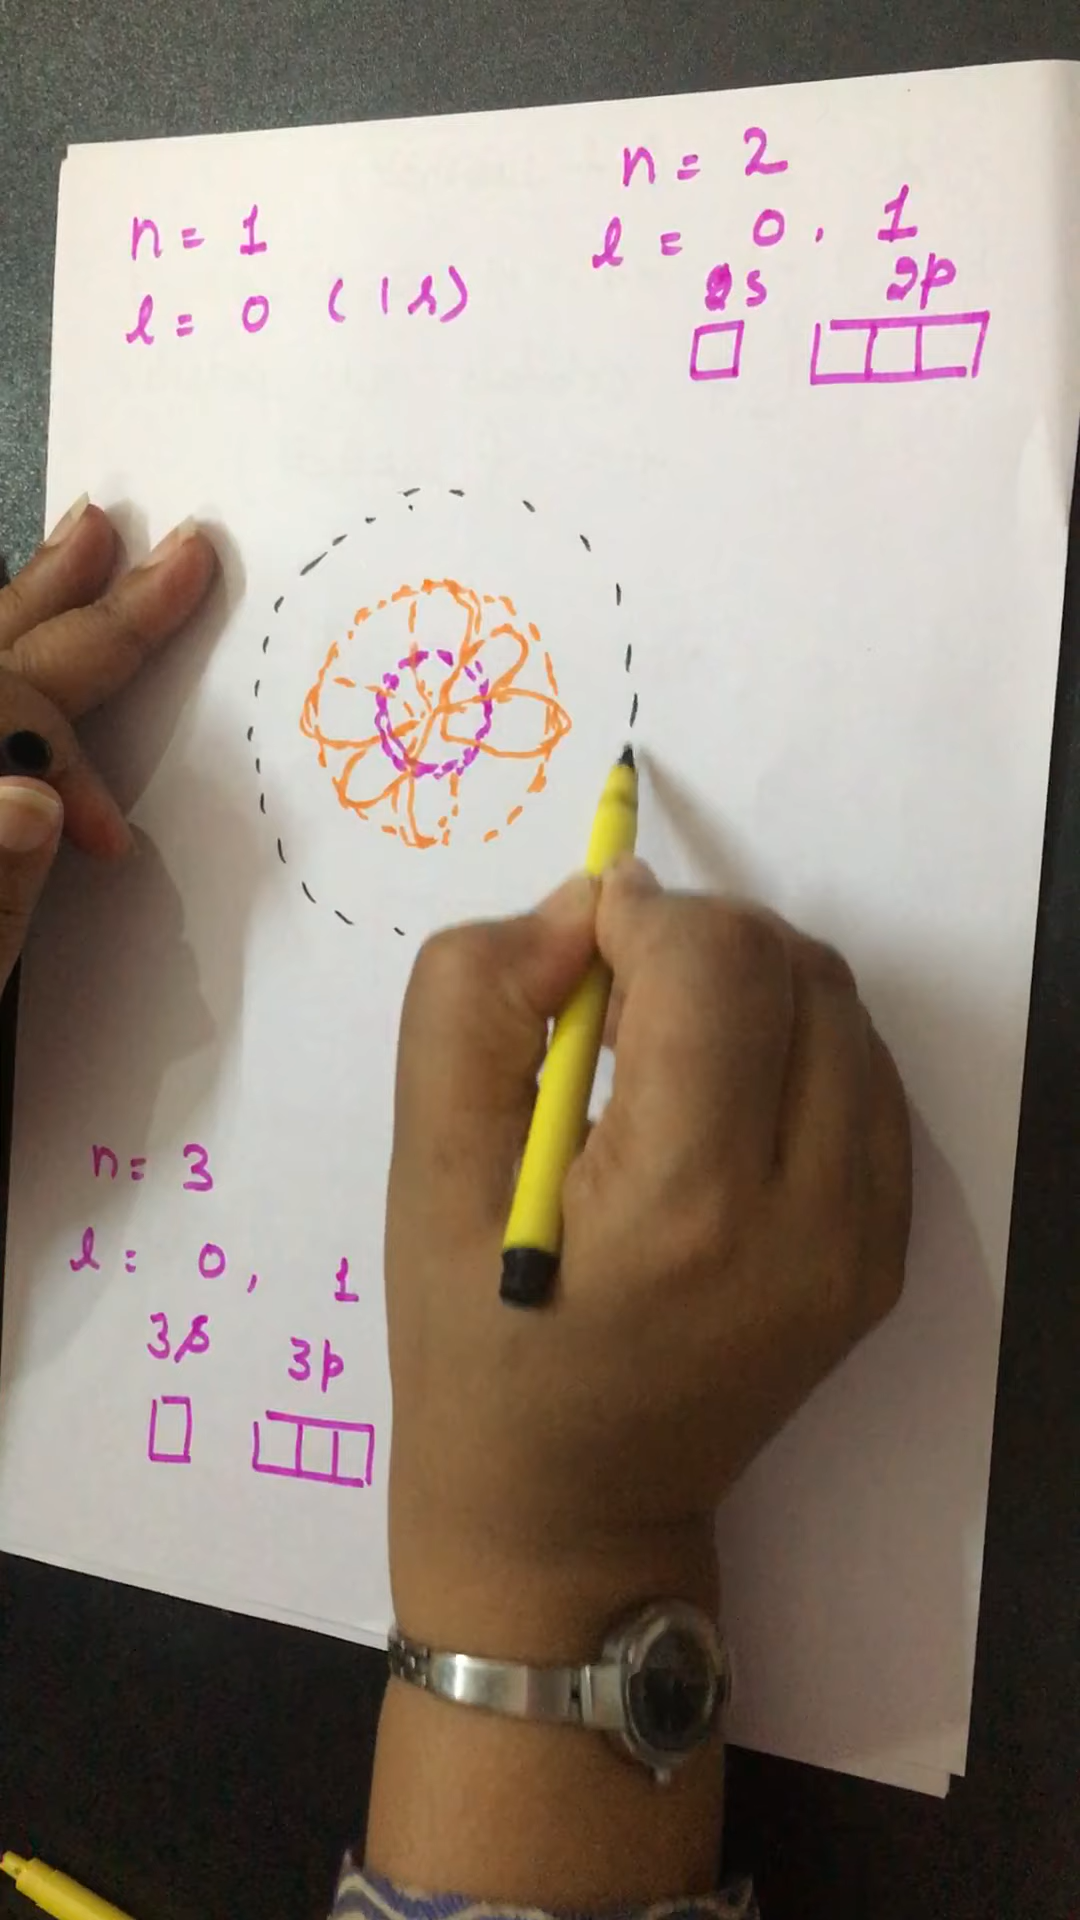 n = 1
l = 0 (1s)
n = 2
l = 0, 1
2s 2p
n = 3
l : 0, 1
3s 3p